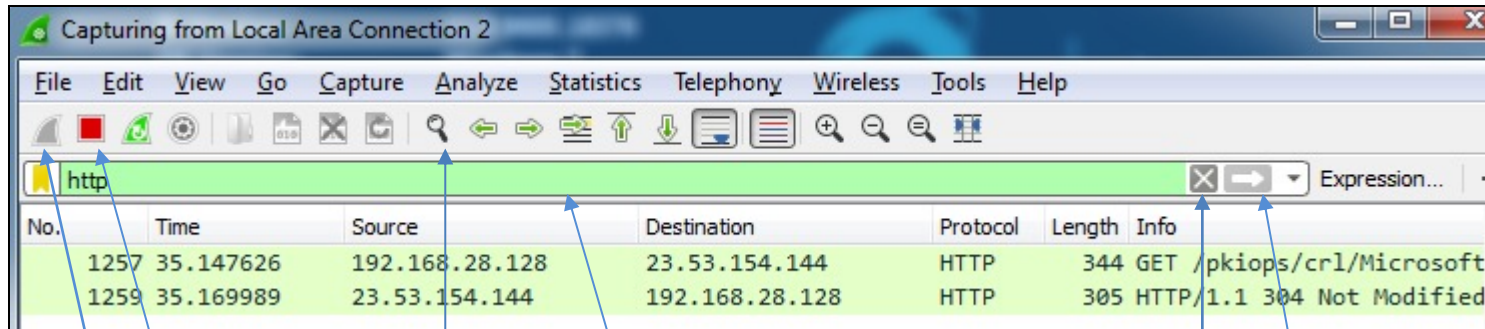 Capturing from Local Area Connection 2
File Edit View Go Capture Analyze Statistics Telephony Wireless Tools Help
http Expression...
No. Time Source Destination Protocol Length Info
1257 35.147626 192.168.28.128 23.53.154.144 HTTP 344 GET /pkiops/crl/Microsoft
1259 35.169989 23.53.154.144 192.168.28.128 HTTP 305 HTTP/1.1 304 Not Modified